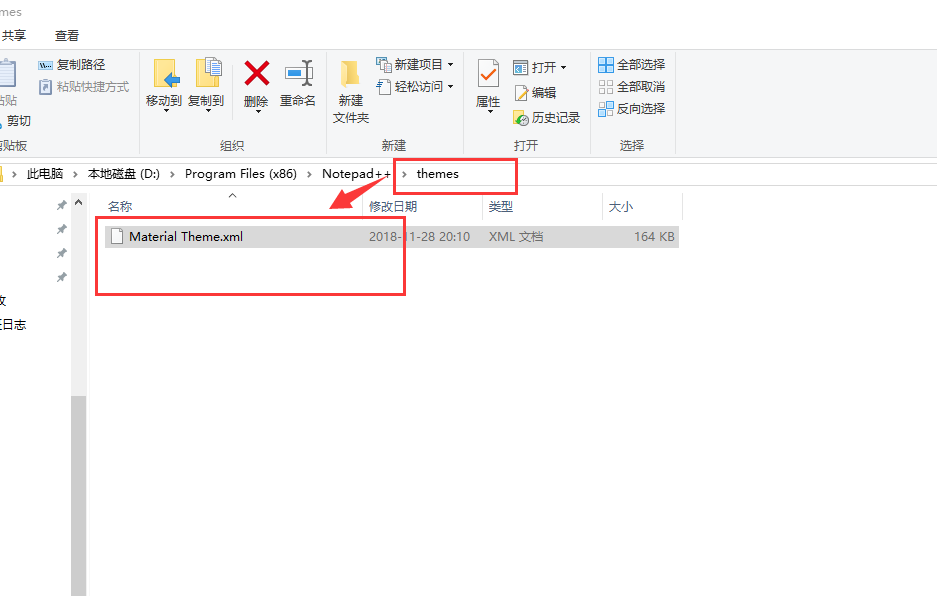 mes
共享 查看
复制路径
粘贴快捷方式
粘贴
剪切
剪贴板
移动到 复制到 删除 重命名
组织
新建
文件夹
新建项目
轻松访问
新建
属性
打开
编辑
历史记录
打开
全部选择
全部取消
反向选择
选择
此电脑 > 本地磁盘 (D:) > Program Files (x86) > Notepad++ > themes
名称 修改日期 类型 大小
Material Theme.xml 2018-11-28 20:10 XML 文档 164 KB
日志